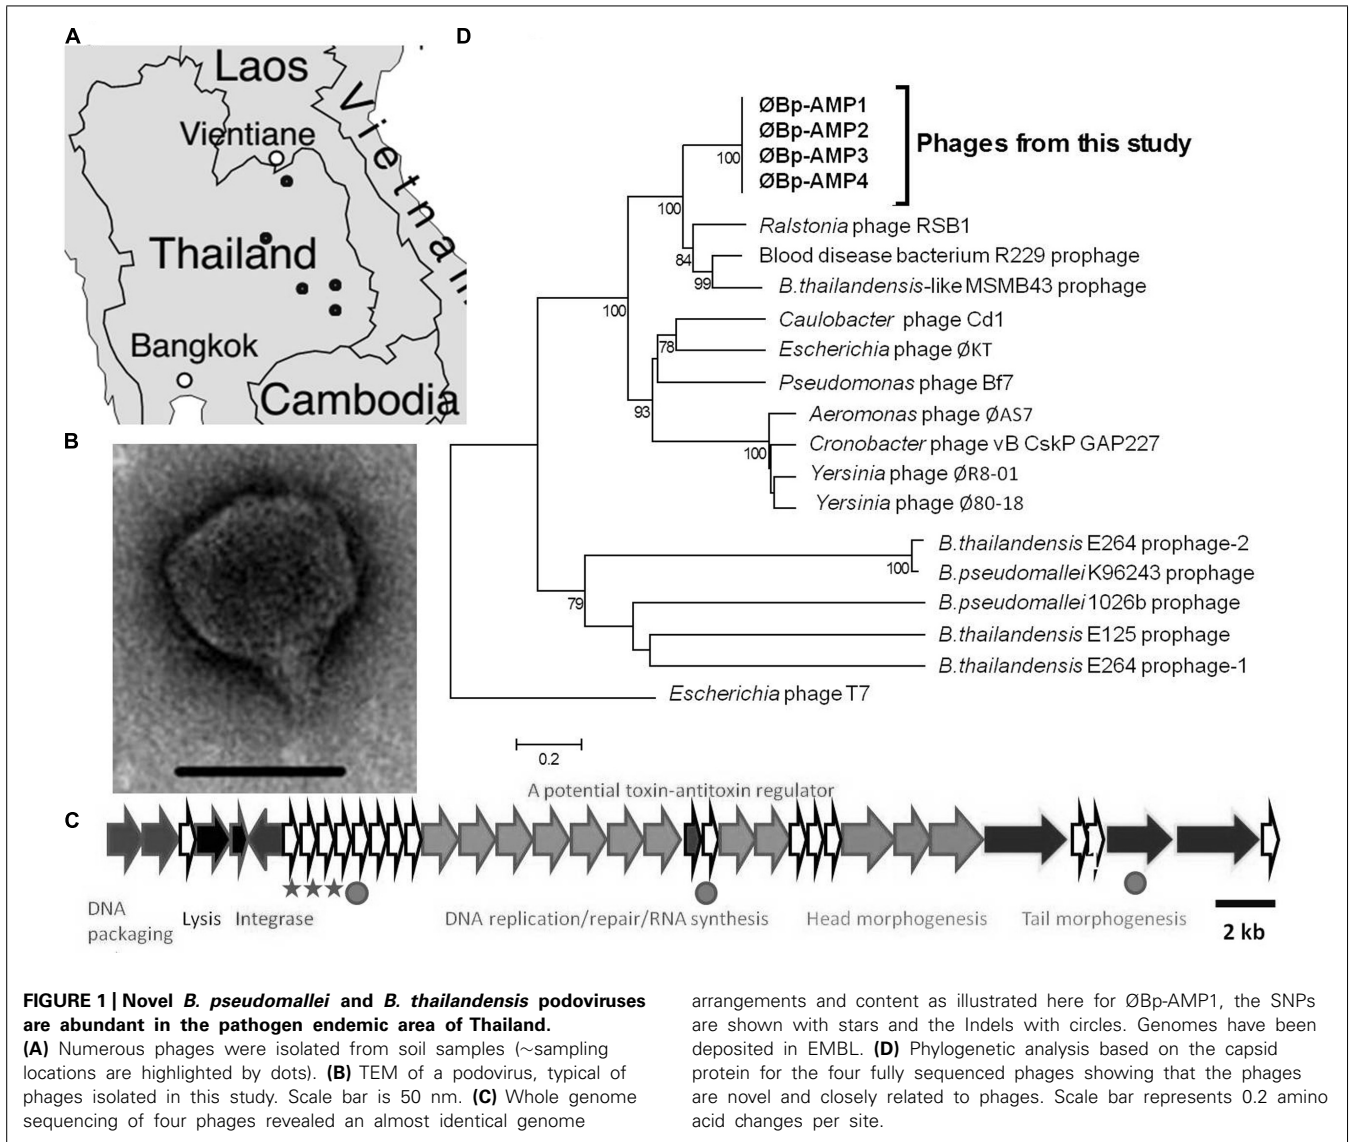 A
Laos
Vientiane
Vietnam
Thailand
Bangkok
Cambodia
B
D
ØBp-AMP1
ØBp-AMP2
ØBp-AMP3
ØBp-AMP4
Phages from this study
100
100
Ralstonia phage RSB1
84
Blood disease bacterium R229 prophage
99
B.thailandensis-like MSMB43 prophage
100
Caulobacter phage Cd1
78
Escherichia phage ØKT
Pseudomonas phage Bf7
93
Aeromonas phage ØAS7
Cronobacter phage vB CskP GAP227
100
Yersinia phage ØR8-01
Yersinia phage Ø80-18
B.thailandensis E264 prophage-2
100
B.pseudomallei K96243 prophage
79
B.pseudomallei 1026b prophage
B.thailandensis E125 prophage
B.thailandensis E264 prophage-1
Escherichia phage T7
0.2
A potential toxin-antitoxin regulator
C
DNA
packaging
Lysis
Integrase
DNA replication/repair/RNA synthesis
Head morphogenesis
Tail morphogenesis
2 kb
FIGURE 1 | Novel B. pseudomallei and B. thailandensis podoviruses
are abundant in the pathogen endemic area of Thailand.
(A) Numerous phages were isolated from soil samples (~sampling
locations are highlighted by dots). (B) TEM of a podovirus, typical of
phages isolated in this study. Scale bar is 50 nm. (C) Whole genome
sequencing of four phages revealed an almost identical genome
arrangements and content as illustrated here for ØBp-AMP1, the SNPs
are shown with stars and the Indels with circles. Genomes have been
deposited in EMBL. (D) Phylogenetic analysis based on the capsid
protein for the four fully sequenced phages showing that the phages
are novel and closely related to phages. Scale bar represents 0.2 amino
acid changes per site.